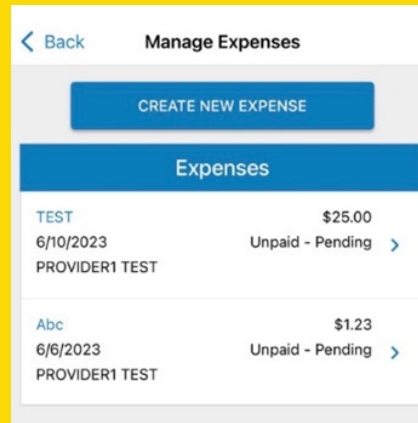 Back Manage Expenses
CREATE NEW EXPENSE
Expenses
TEST $25.00
6/10/2023 Unpaid - Pending
PROVIDER1 TEST
Abc $1.23
6/6/2023 Unpaid - Pending
PROVIDER1 TEST